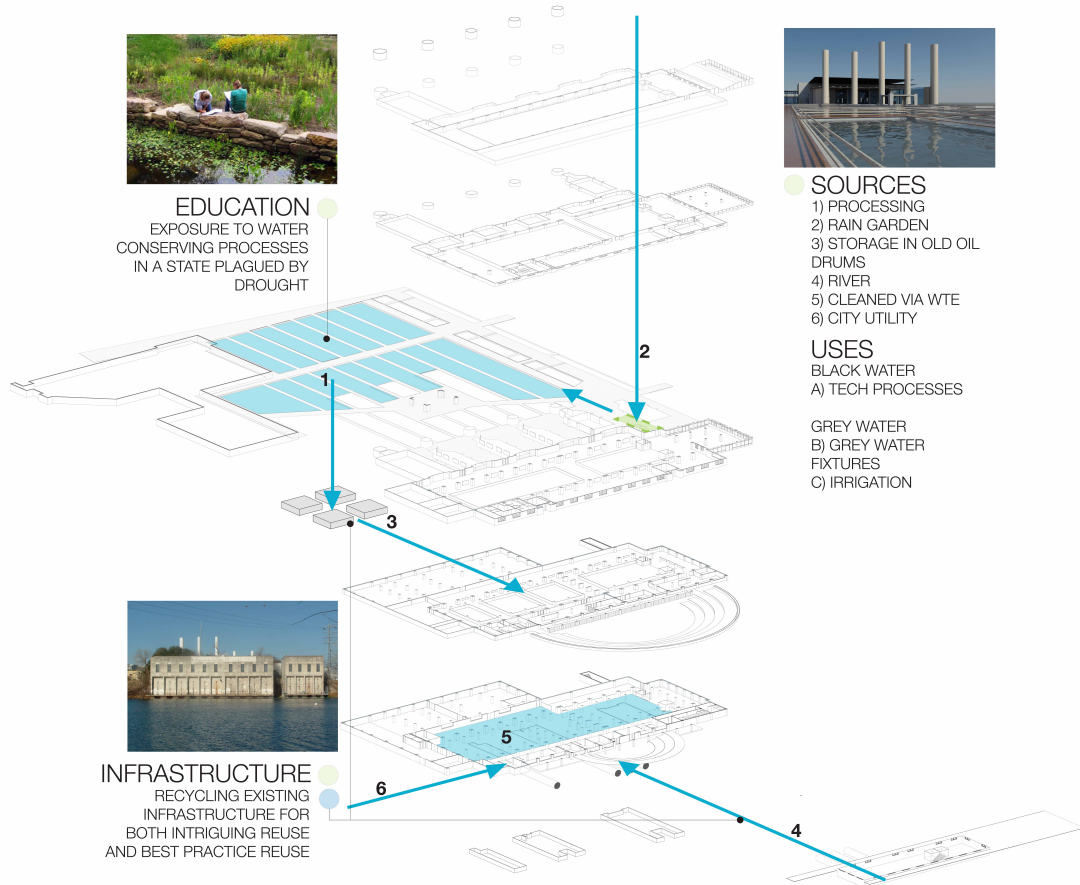 EDUCATION
EXPOSURE TO WATER
CONSERVING PROCESSES
IN A STATE PLAGUED BY
DROUGHT
SOURCES
1) PROCESSING
2) RAIN GARDEN
3) STORAGE IN OLD OIL
DRUMS
4) RIVER
5) CLEANED VIA WTE
6) CITY UTILITY
USES
BLACK WATER
A) TECH PROCESSES
GREY WATER
B) GREY WATER
FIXTURES
C) IRRIGATION
2
1
3
5
6
4
INFRASTRUCTURE
RECYCLING EXISTING
INFRASTRUCTURE FOR
BOTH INTRIGUING REUSE
AND BEST PRACTICE REUSE